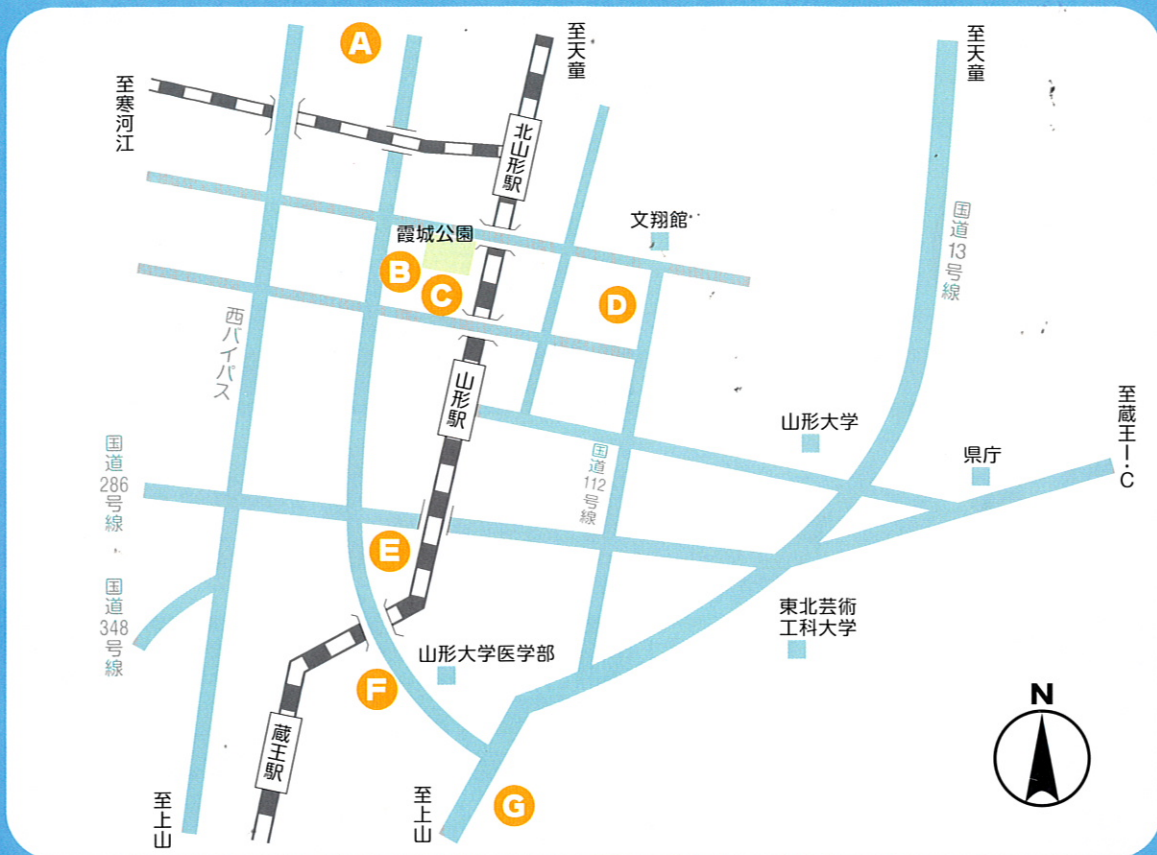 A
至天童
至天童
至寒河江
北山形駅
文翔館
国道13号線
霞城公園
B
C
D
西バイパス
山形駅
山形大学
至蔵王I・C
県庁
国道286号線
国道112号線
E
国道348号線
東北芸術
工科大学
山形大学医学部
F
N
蔵王駅
至上山
至上山
G